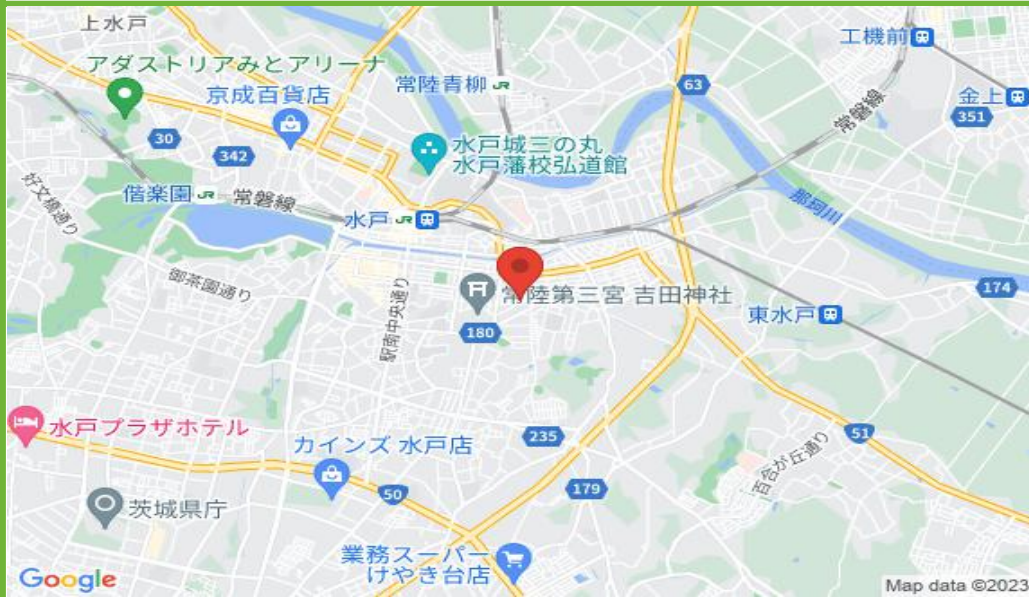 上水戸
工機前
アダストリアみとアリーナ
常陸青柳
63
金上
京成百貨店
351
常磐線
30
水戸城三の丸
水戸藩校弘道館
342
好文橋通り
偕楽園
常磐線
那珂川
水戸
御茶園通り
174
常陸第三宮 吉田神社
東水戸
駅南中央通り
180
水戸プラザホテル
235
51
カインズ 水戸店
百合が丘通り
50
179
茨城県庁
業務スーパー
けやき台店
Google
Map data ©2023